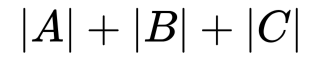 |A| + |B| + |C|